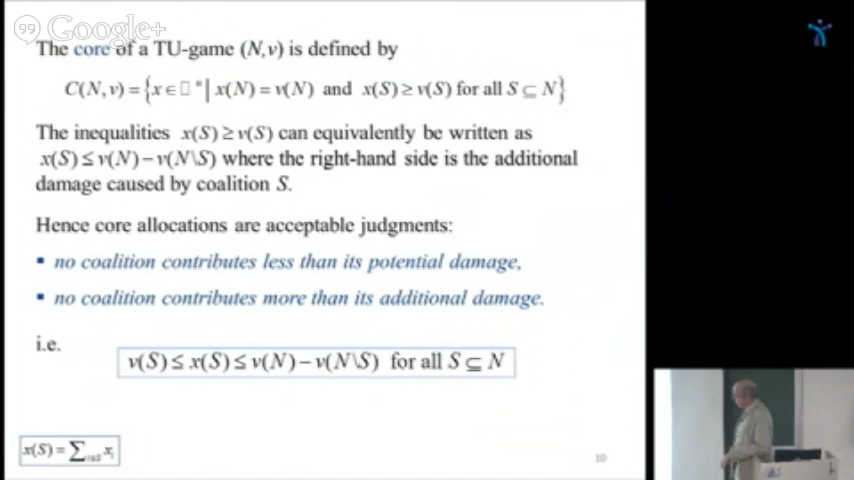 Google+
The core of a TU-game (N,v) is defined by
C(N,v) = {x ∈ □ ⁿ | x(N) = v(N) and x(S) ≥ v(S) for all S ⊆ N}
The inequalities x(S) ≥ v(S) can equivalently be written as
x(S) ≤ v(N) − v(N\S) where the right-hand side is the additional
damage caused by coalition S.
Hence core allocations are acceptable judgments:
▪ no coalition contributes less than its potential damage,
▪ no coalition contributes more than its additional damage.
i.e.
v(S) ≤ x(S) ≤ v(N) − v(N\S) for all S ⊆ N
x(S) = ∑ᵢ∈S xᵢ
10